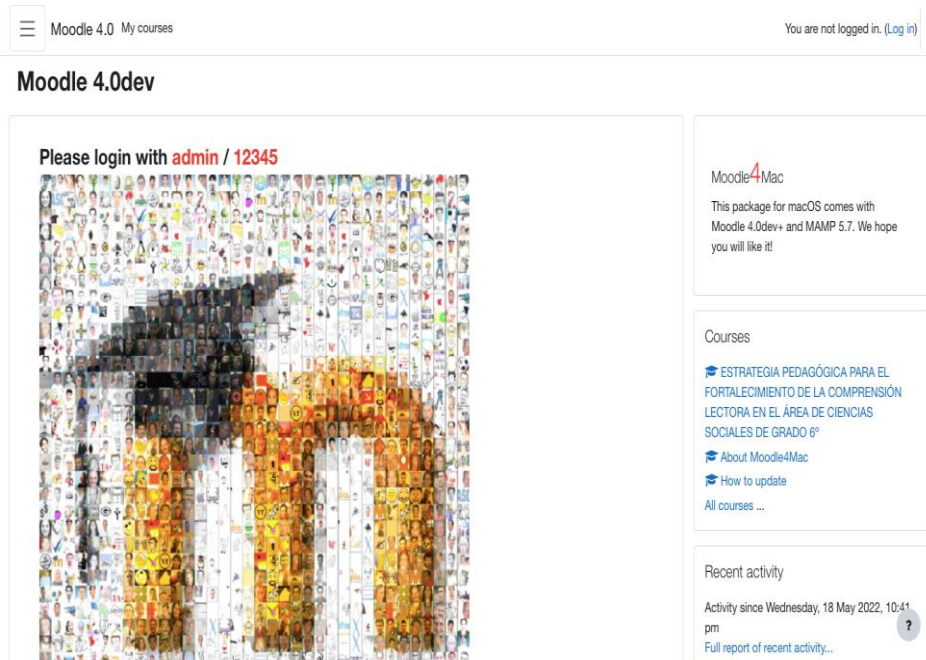 Moodle 4.0 My courses
You are not logged in. (Log in)
Moodle 4.0dev
Please login with admin / 12345
Moodle4Mac
This package for macOS comes with
Moodle 4.0dev+ and MAMP 5.7. We hope
you will like it!
Courses
ESTRATEGIA PEDAGÓGICA PARA EL
FORTALECIMIENTO DE LA COMPRENSIÓN
LECTORA EN EL ÁREA DE CIENCIAS
SOCIALES DE GRADO 6º
About Moodle4Mac
How to update
All courses ...
Recent activity
Activity since Wednesday, 18 May 2022, 10:41
pm
?
Full report of recent activity...